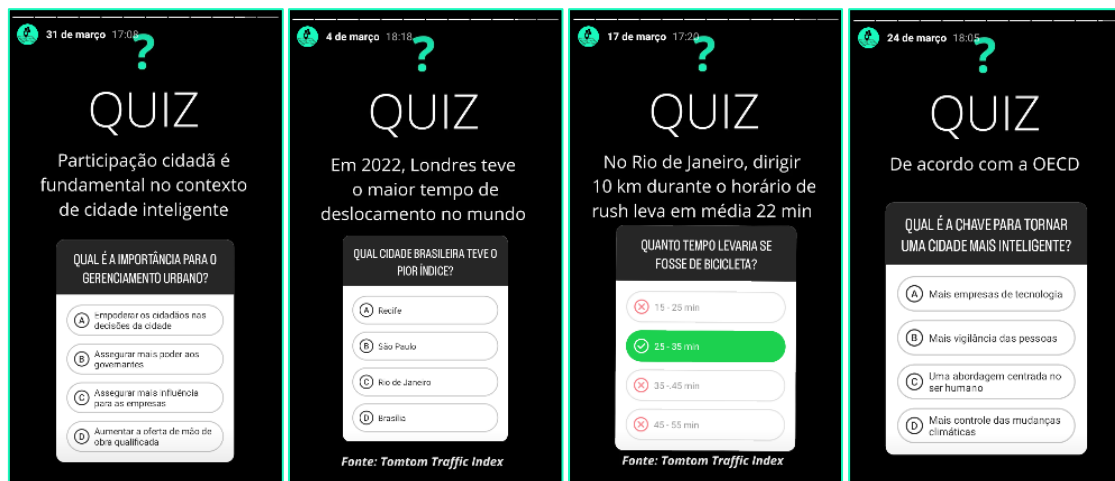 31 de março 17:08
?
QUIZ
Participação cidadã é
fundamental no contexto
de cidade inteligente
QUAL É A IMPORTÂNCIA PARA O
GERENCIAMENTO URBANO?
A Empoderar os cidadãos nas
decisões da cidade
B Assegurar mais poder aos
governantes
C Assegurar mais influência
para as empresas
D Aumentar a oferta de mão de
obra qualificada
4 de março 18:18
?
QUIZ
Em 2022, Londres teve
o maior tempo de
deslocamento no mundo
QUAL CIDADE BRASILEIRA TEVE O
PIOR ÍNDICE?
A Recife
B São Paulo
C Rio de Janeiro
D Brasília
Fonte: Tomtom Traffic Index
17 de março 17:20
?
QUIZ
No Rio de Janeiro, dirigir
10 km durante o horário de
rush leva em média 22 min
QUANTO TEMPO LEVARIA SE
FOSSE DE BICICLETA?
15 - 25 min
25 - 35 min
35 -.45 min
45 - 55 min
Fonte: Tomtom Traffic Index
24 de março 18:05
?
QUIZ
De acordo com a OECD
QUAL É A CHAVE PARA TORNAR
UMA CIDADE MAIS INTELIGENTE?
A Mais empresas de tecnologia
B Mais vigilância das pessoas
C Uma abordagem centrada no
ser humano
D Mais controle das mudanças
climáticas